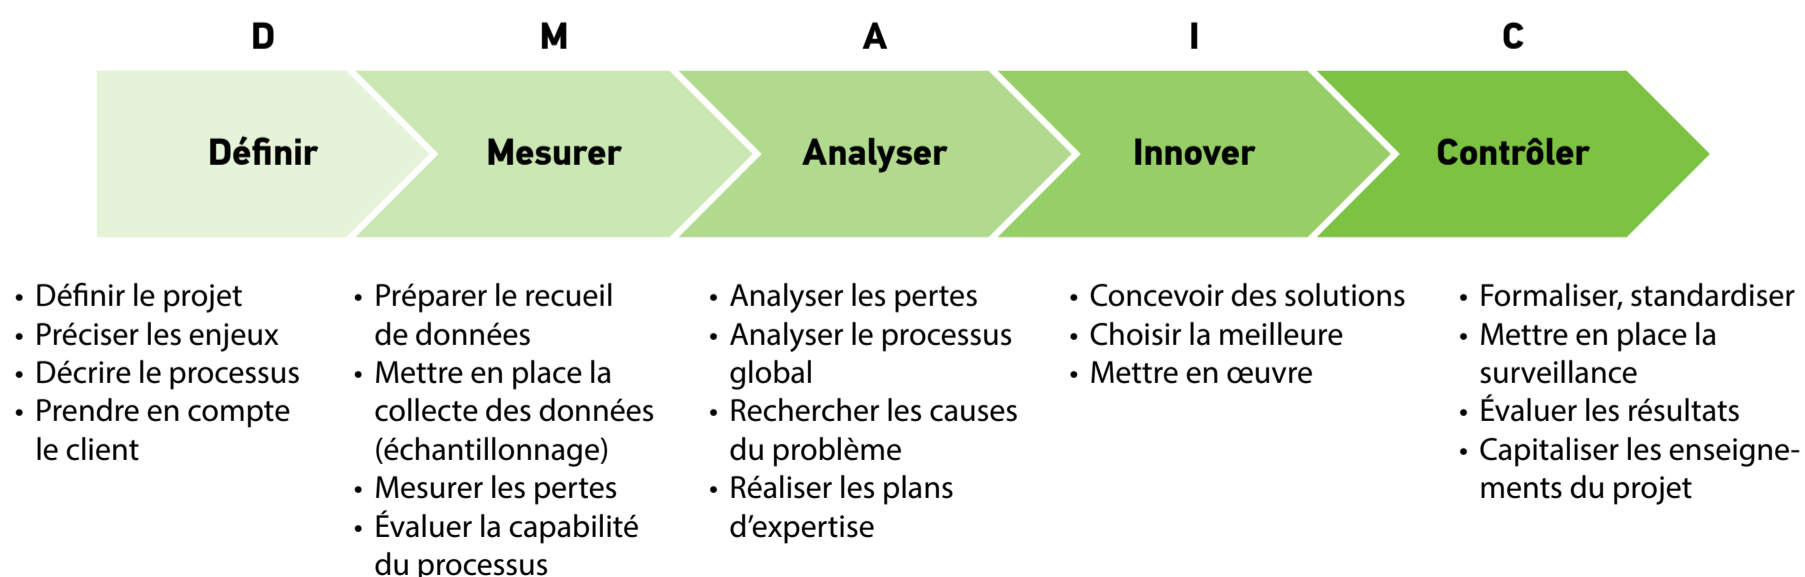 D
M
A
I
C
Définir
Mesurer
Analyser
Innover
Contrôler
• Définir le projet
• Préciser les enjeux
• Décrire le processus
• Prendre en compte
le client
• Préparer le recueil
de données
• Mettre en place la
collecte des données
(échantillonnage)
• Mesurer les pertes
• Évaluer la capabilité
du processus
• Analyser les pertes
• Analyser le processus
global
• Rechercher les causes
du problème
• Réaliser les plans
d’expertise
• Concevoir des solutions
• Choisir la meilleure
• Mettre en œuvre
• Formaliser, standardiser
• Mettre en place la
surveillance
• Évaluer les résultats
• Capitaliser les enseigne-
ments du projet